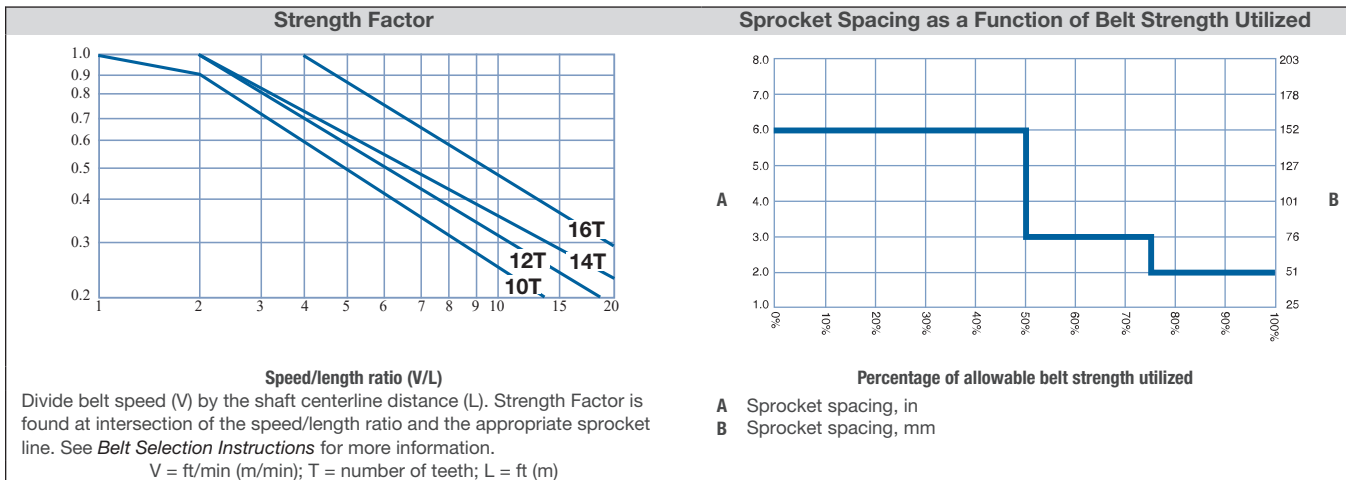 Strength Factor
1.0
0.9
0.8
0.7
0.6
0.5
0.4
0.3
0.2
16T
14T
12T
10T
1 2 3 4 5 6 7 8 9 10 15 20
Speed/length ratio (V/L)
Divide belt speed (V) by the shaft centerline distance (L). Strength Factor is
found at intersection of the speed/length ratio and the appropriate sprocket
line. See Belt Selection Instructions for more information.
V = ft/min (m/min); T = number of teeth; L = ft (m)
Sprocket Spacing as a Function of Belt Strength Utilized
8.0
7.0
6.0
5.0
4.0
3.0
2.0
1.0
A
203
178
152
127
101
76
51
25
B
0% 10% 20% 30% 40% 50% 60% 70% 80% 90% 100%
Percentage of allowable belt strength utilized
A Sprocket spacing, in
B Sprocket spacing, mm